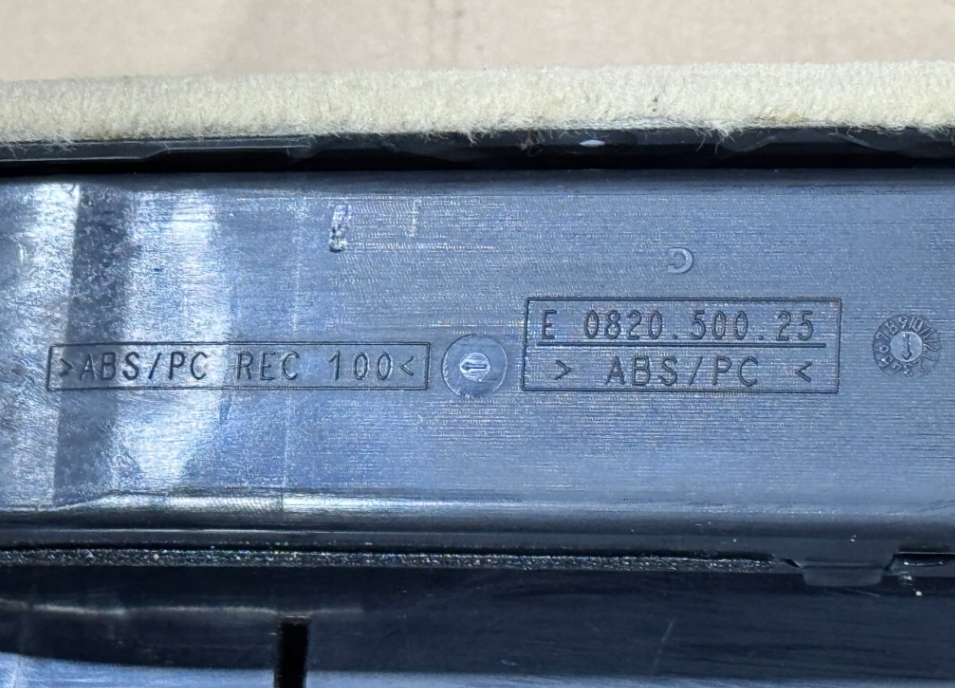 C
E 0820.500.25
>ABS/PC REC 100<
> ABS/PC <